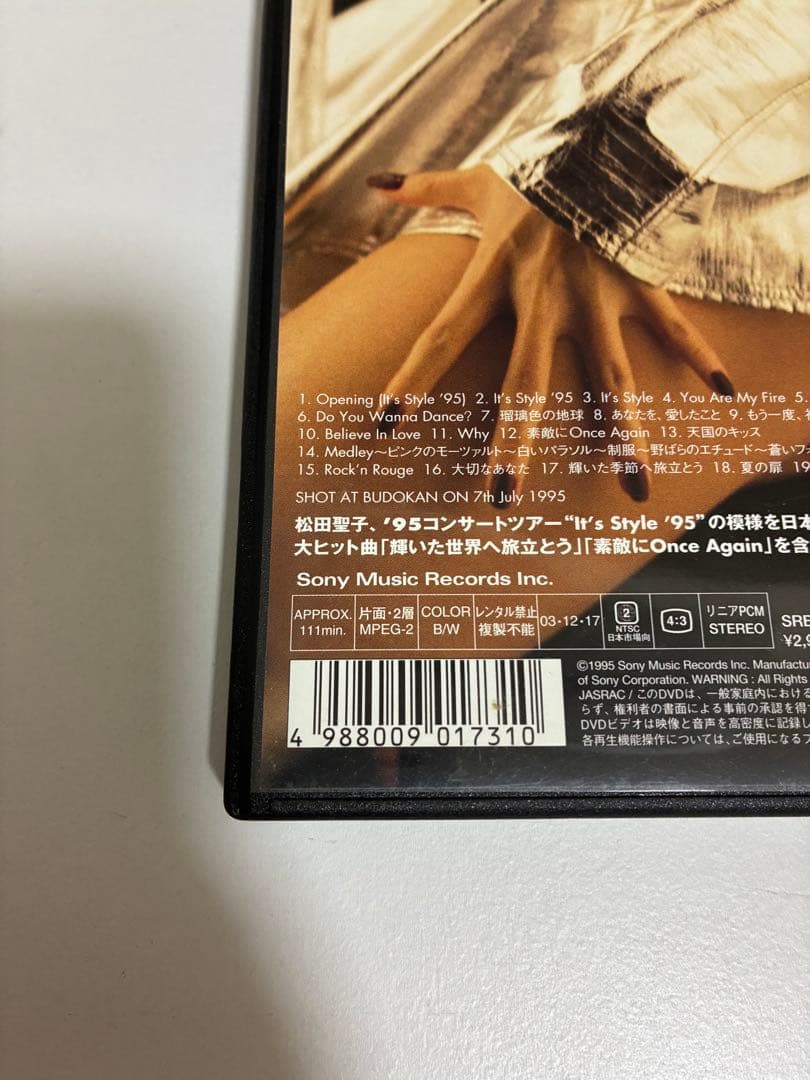 1. Opening (It's Style '95) 2. It's Style '95 3. It's Style 4. You Are My Fire 5.
6. Do You Wanna Dance? 7. 瑠璃色の地球 8. あなたを、愛したこと 9. もう一度、
10. Believe In Love 11. Why 12. 素敵にOnce Again 13. 天国のキッス
14. Medley〜ピンクのモーツァルト〜白いパラソル〜制服〜野ばらのエチュード〜蒼いフォ
15. Rock'n Rouge 16. 大切なあなた 17. 輝いた季節へ旅立とう 18. 夏の扉 19
SHOT AT BUDOKAN ON 7th July 1995
松田聖子、'95コンサートツアー“It's Style '95”の模様を日本
大ヒット曲「輝いた世界へ旅立とう」「素敵にOnce Again」を含
Sony Music Records Inc.
APPROX. 111min.
片面・2層 MPEG-2
COLOR B/W
レンタル禁止 複製不能
03・12・17
2 NTSC 日本市場向
4:3
リニアPCM STEREO
SRE
¥2,9
©1995 Sony Music Records Inc. Manufactur
of Sony Corporation. WARNING : All Rights
JASRAC / このDVDは、一般家庭内における
らず、権利者の書面による事前の承認を得ず
DVDビデオは映像と音声を高密度に記録し
各再生機能操作については、ご使用になるプ
4 988009 017310